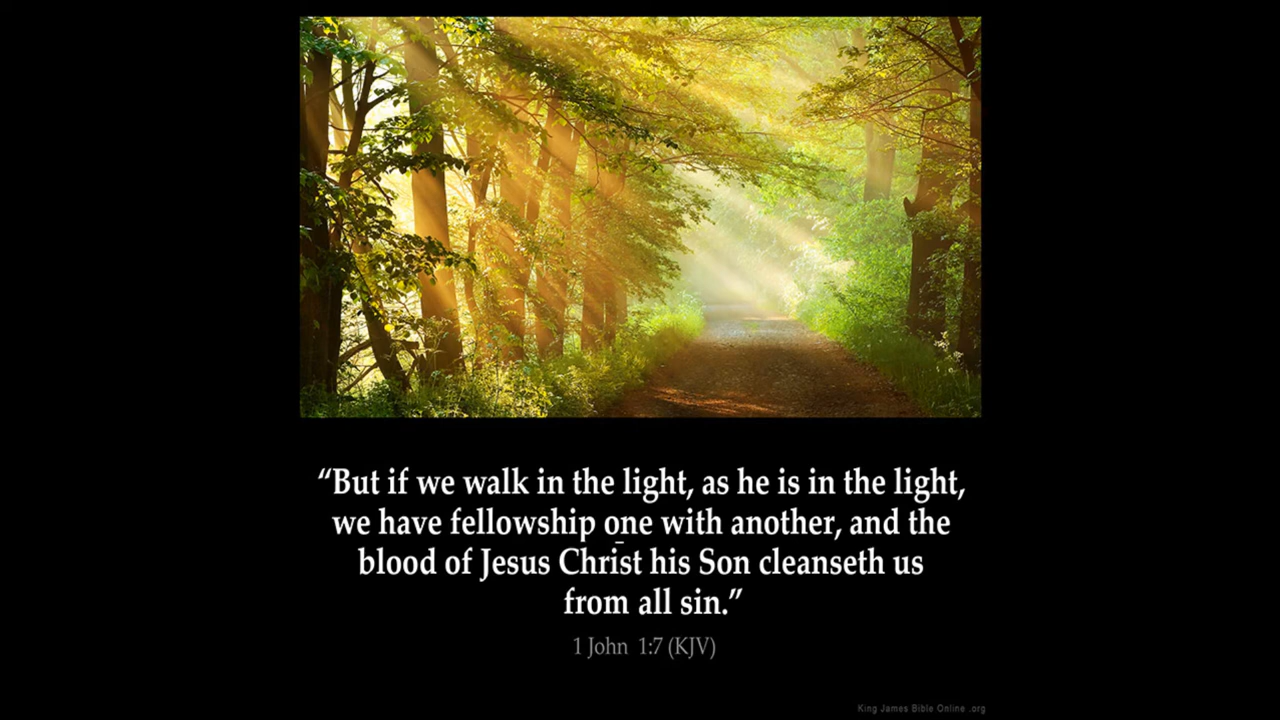 “But if we walk in the light, as he is in the light,
we have fellowship one with another, and the
blood of Jesus Christ his Son cleanseth us
from all sin.”
1 John 1:7 (KJV)
King James Bible Online .org